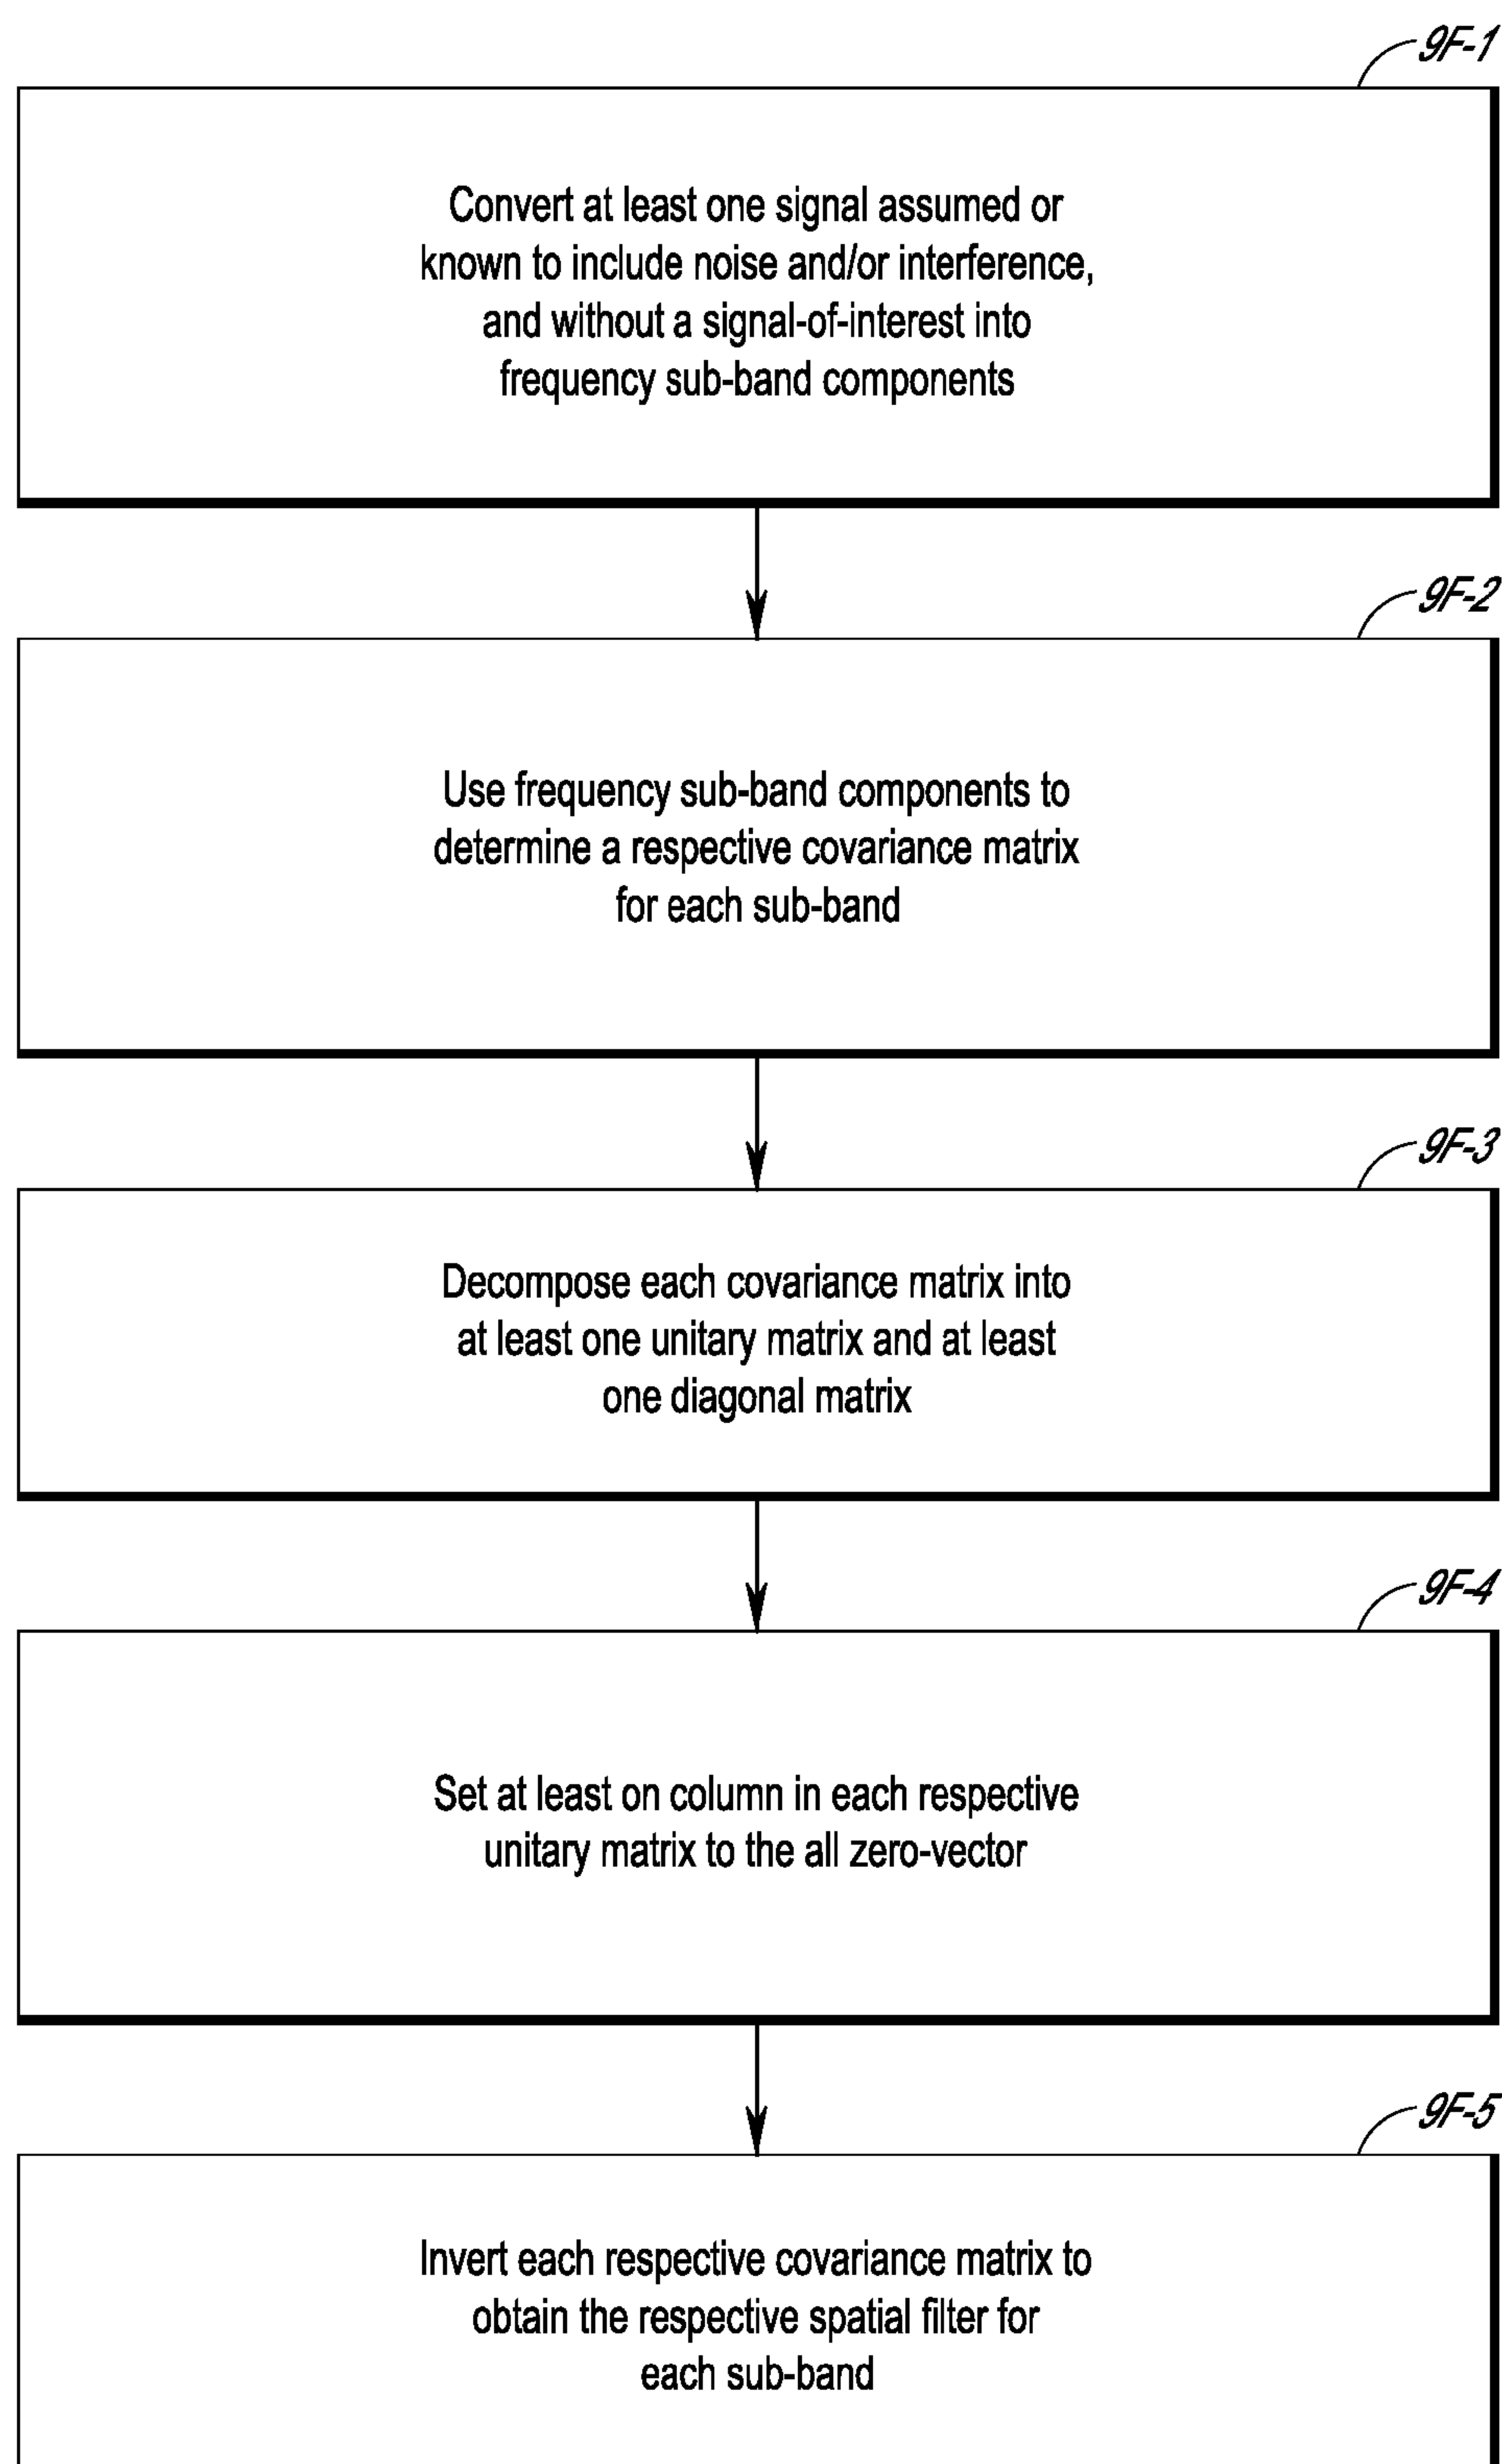 9F-1
Convert at least one signal assumed or
known to include noise and/or interference,
and without a signal-of-interest into
frequency sub-band components
9F-2
Use frequency sub-band components to
determine a respective covariance matrix
for each sub-band
9F-3
Decompose each covariance matrix into
at least one unitary matrix and at least
one diagonal matrix
9F-4
Set at least on column in each respective
unitary matrix to the all zero-vector
9F-5
Invert each respective covariance matrix to
obtain the respective spatial filter for
each sub-band